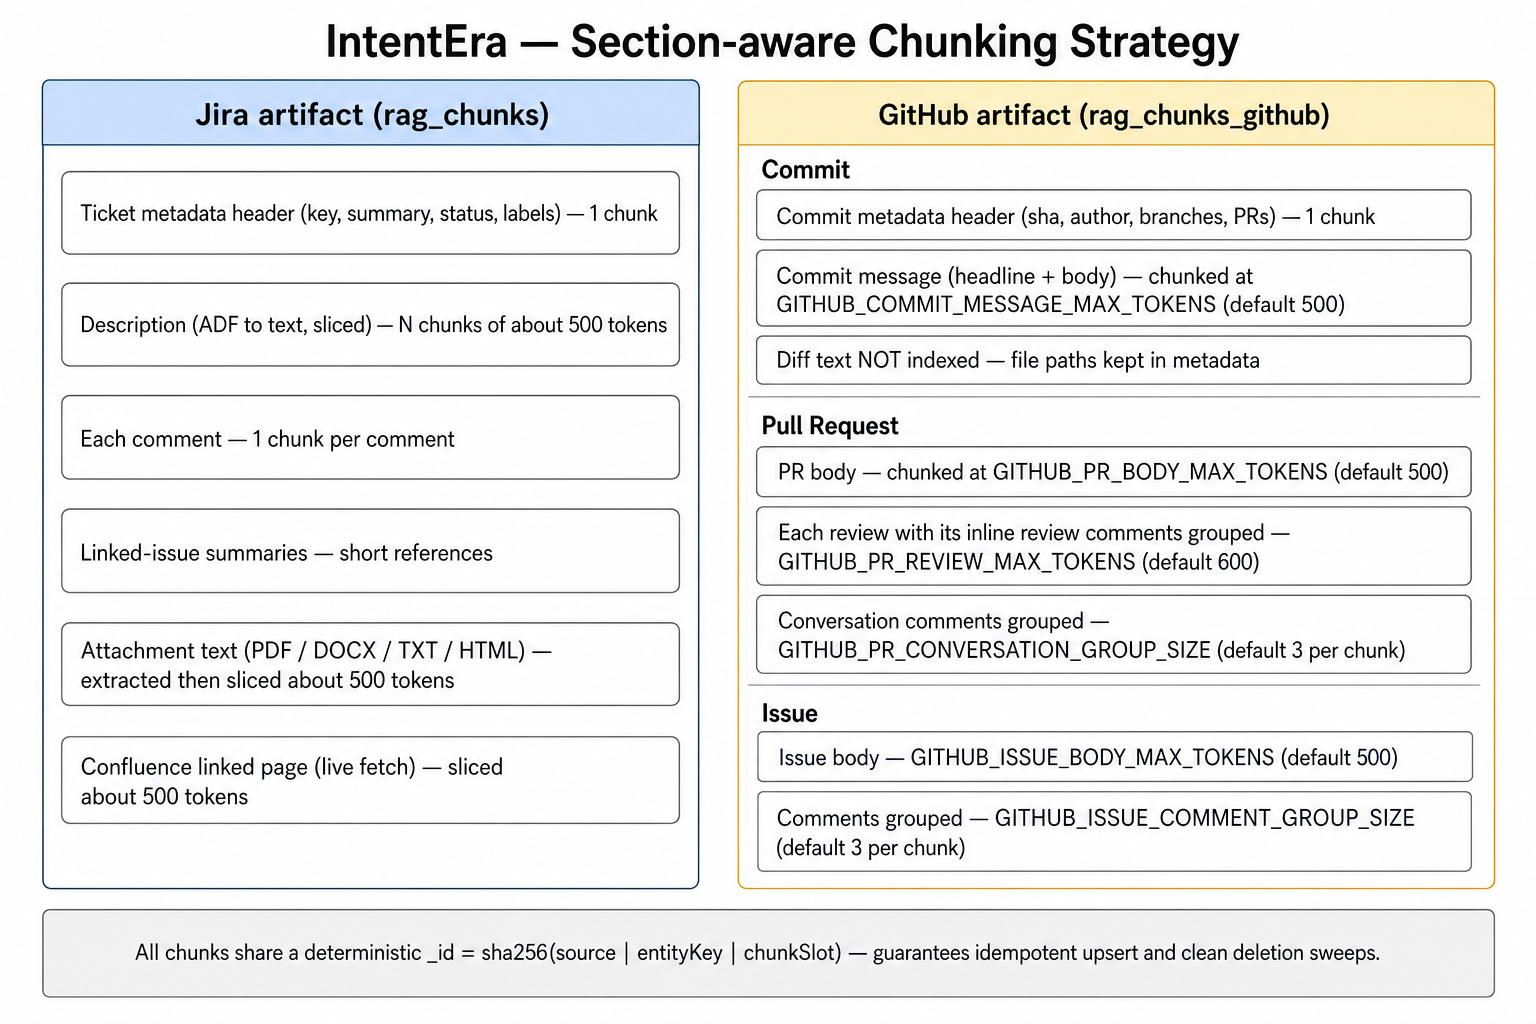 IntentEra — Section-aware Chunking Strategy
Jira artifact (rag_chunks)
Ticket metadata header (key, summary, status, labels) — 1 chunk
Description (ADF to text, sliced) — N chunks of about 500 tokens
Each comment — 1 chunk per comment
Linked-issue summaries — short references
Attachment text (PDF / DOCX / TXT / HTML) —
extracted then sliced about 500 tokens
Confluence linked page (live fetch) — sliced
about 500 tokens
GitHub artifact (rag_chunks_github)
Commit
Commit metadata header (sha, author, branches, PRs) — 1 chunk
Commit message (headline + body) — chunked at
GITHUB_COMMIT_MESSAGE_MAX_TOKENS (default 500)
Diff text NOT indexed — file paths kept in metadata
Pull Request
PR body — chunked at GITHUB_PR_BODY_MAX_TOKENS (default 500)
Each review with its inline review comments grouped —
GITHUB_PR_REVIEW_MAX_TOKENS (default 600)
Conversation comments grouped —
GITHUB_PR_CONVERSATION_GROUP_SIZE (default 3 per chunk)
Issue
Issue body — GITHUB_ISSUE_BODY_MAX_TOKENS (default 500)
Comments grouped — GITHUB_ISSUE_COMMENT_GROUP_SIZE
(default 3 per chunk)
All chunks share a deterministic _id = sha256(source | entityKey | chunkSlot) — guarantees idempotent upsert and clean deletion sweeps.